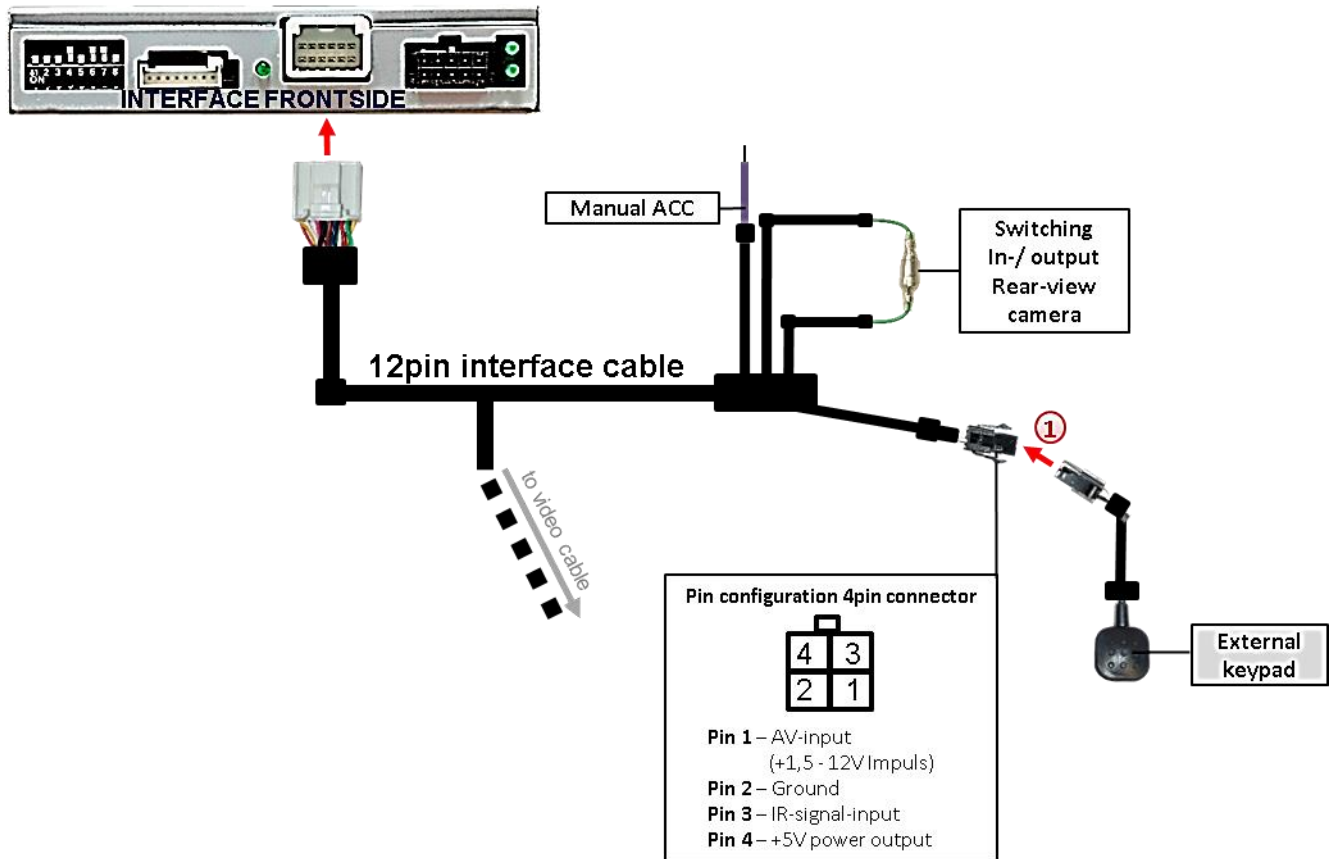 1 2 3 4 5 6 7 8
ON
INTERFACE FRONTSIDE
Manual ACC
Switching
In-/ output
Rear-view
camera
12pin interface cable
1
to video cable
Pin configuration 4pin connector
4 3
2 1
Pin 1 – AV-input
(+1,5 - 12V Impuls)
Pin 2 – Ground
Pin 3 – IR-signal-input
Pin 4 – +5V power output
External
keypad